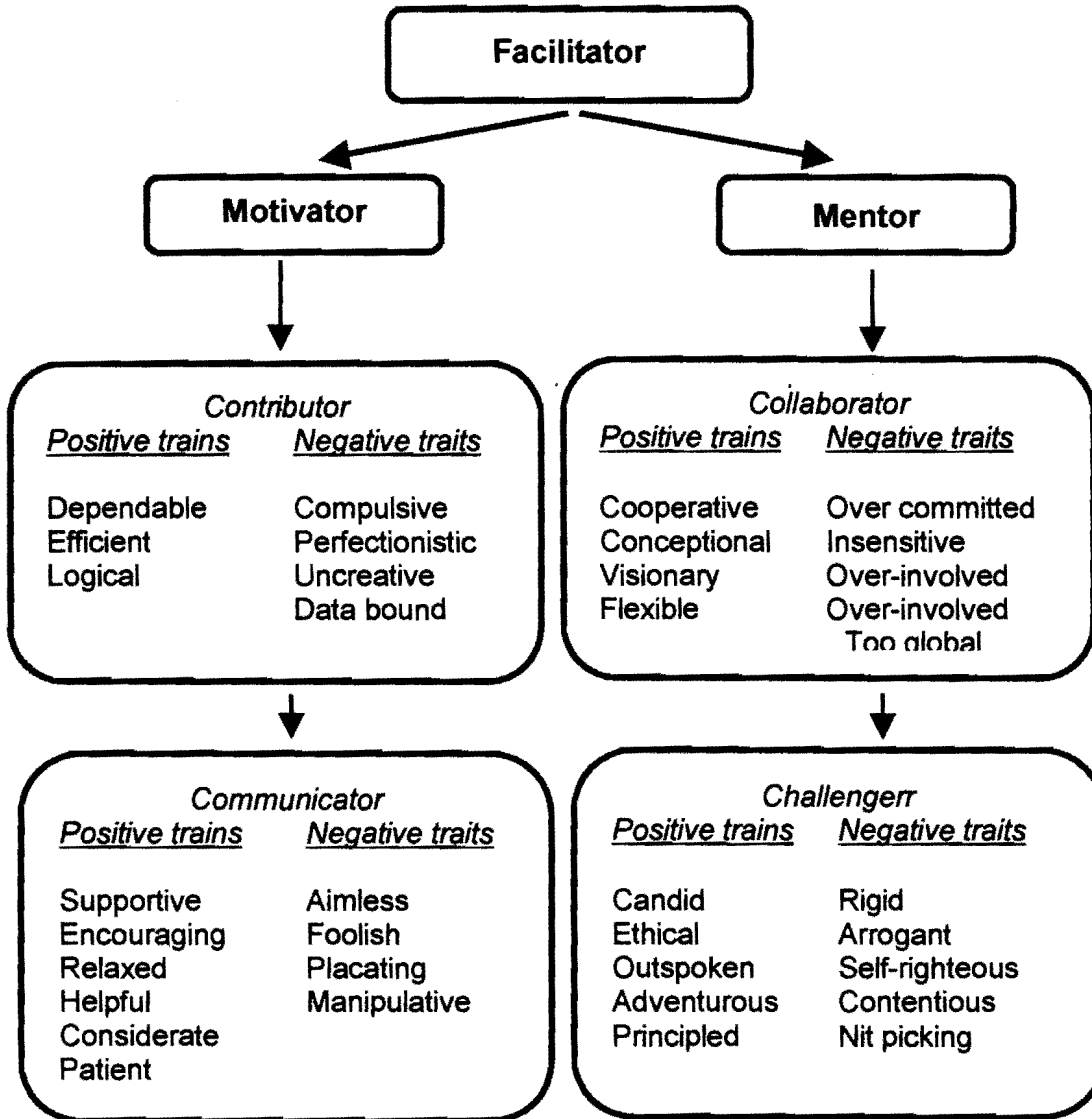 Facilitator
Motivator
Mentor
Contributor
Positive trains Negative traits
Dependable Compulsive
Efficient Perfectionistic
Logical Uncreative
Data bound
Collaborator
Positive trains Negative traits
Cooperative Over committed
Conceptional Insensitive
Visionary Over-involved
Flexible Over-involved
Too global
Communicator
Positive trains Negative traits
Supportive Aimless
Encouraging Foolish
Relaxed Placating
Helpful Manipulative
Considerate
Patient
Challengerr
Positive trains Negative traits
Candid Rigid
Ethical Arrogant
Outspoken Self-righteous
Adventurous Contentious
Principled Nit picking